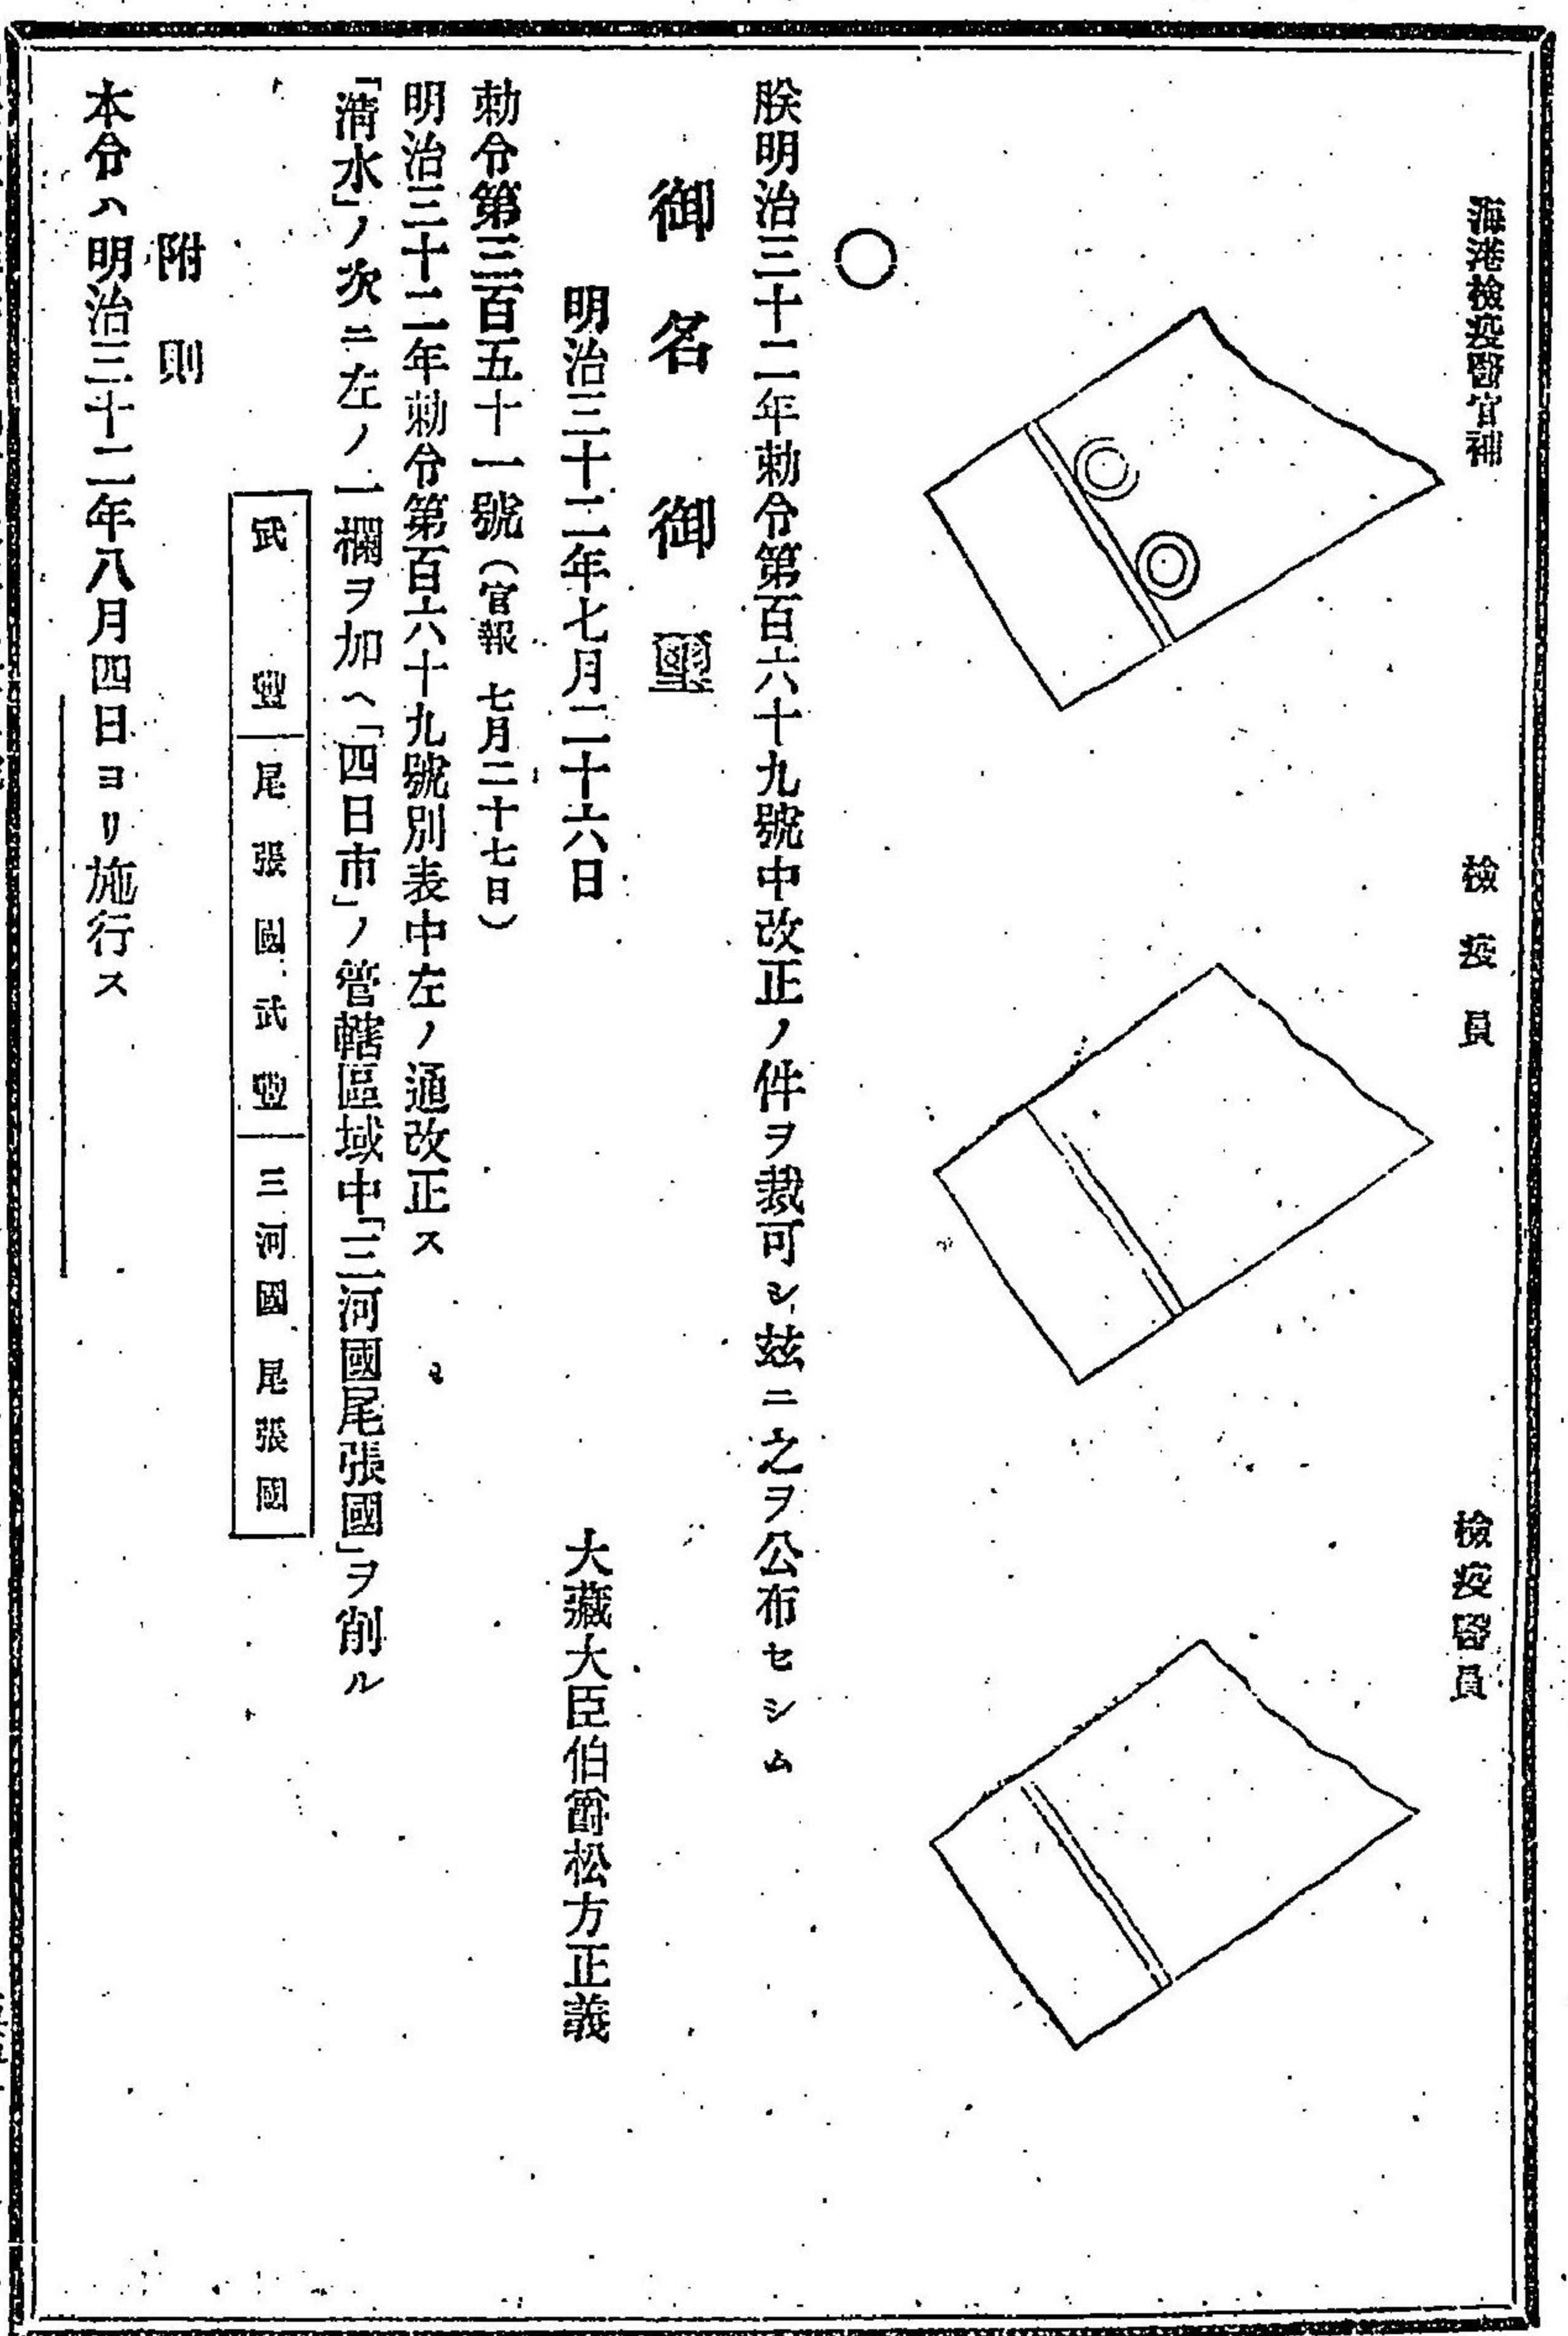 海港檢疫醫官補
檢疫員
檢疫醫員
○
朕明治三十二年勅令第百六十九號中改正ノ件ヲ裁可シ玆ニ之ヲ公布セシム
御名御璽
明治三十二年七月二十六日
大藏大臣伯爵松方正義
勅令第三百五十一號(官報 七月二十七日)
明治三十二年勅令第百六十九號別表中左ノ通改正ス
「淸水」ノ次ニ左ノ一欄ヲ加ヘ「四日市」ノ管轄區域中「三河國尾張國」ヲ削ル
武豐 尾張國武豐 三河國尾張國
附則
本令ハ明治三十二年八月四日ヨリ施行ス